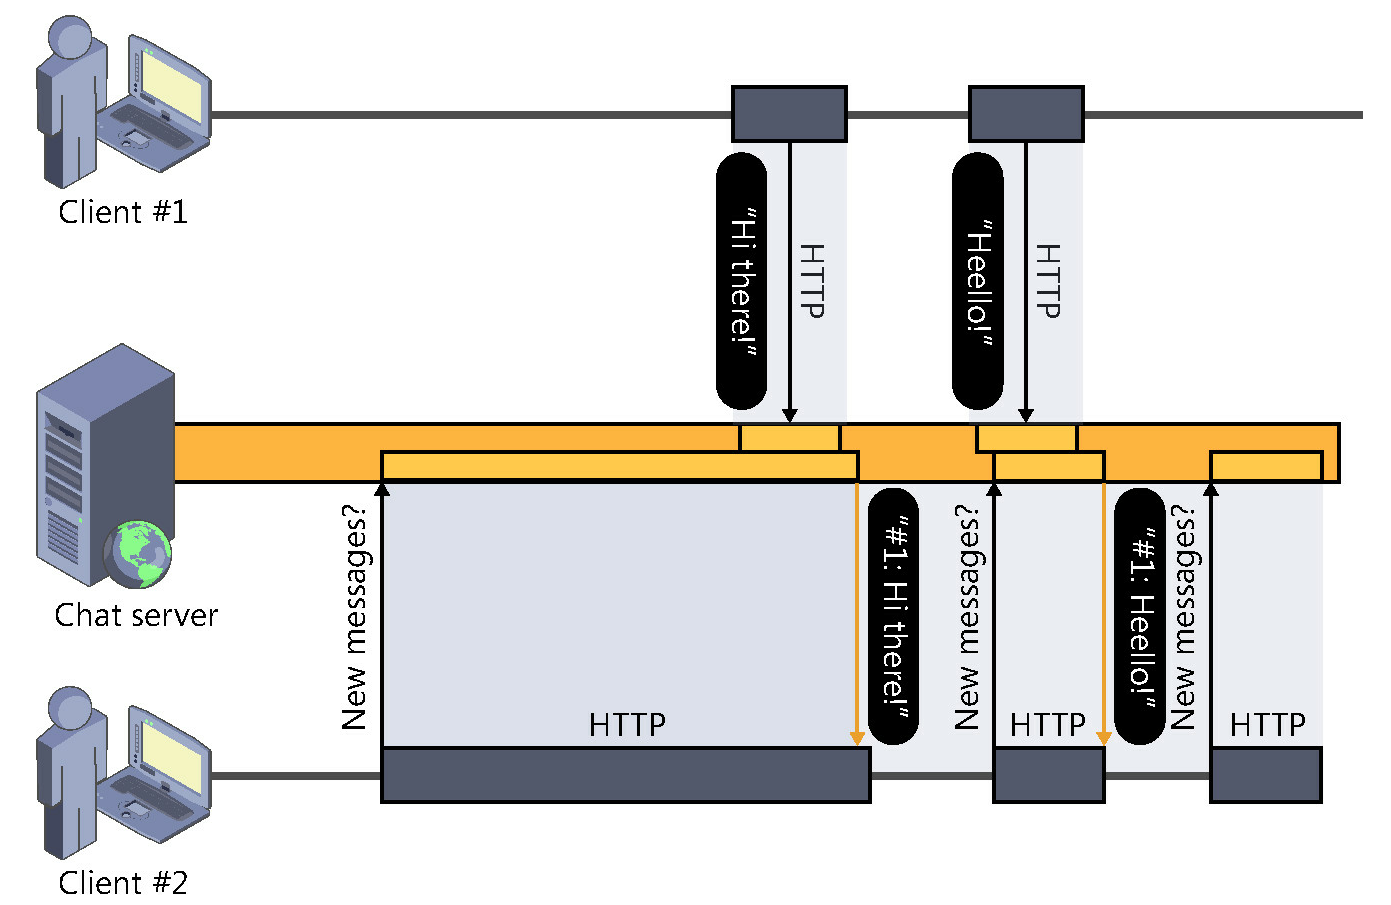 Client #1
"Hi there!"
HTTP
"Heello!"
HTTP
Chat server
New messages?
HTTP
"#1: Hi there!"
New messages?
HTTP
"#1: Heello!"
New messages?
HTTP
Client #2